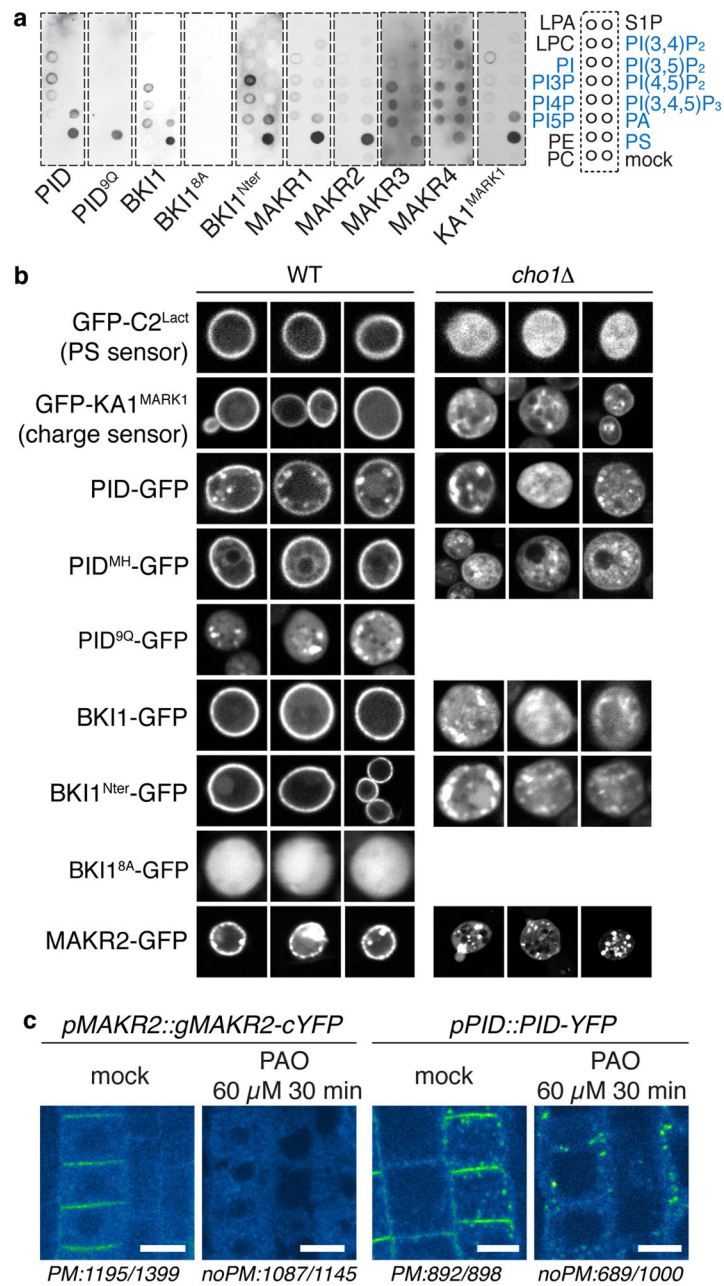 a
LPA S1P
LPC PI(3,4)P2
PI PI(3,5)P2
PI3P PI(4,5)P2
PI4P PI(3,4,5)P3
PI5P PA
PE PS
PC mock
PID
PID9Q
BKI1
BKI18A
BKI1Nter
MAKR1
MAKR2
MAKR3
MAKR4
KA1MARK1
b
WT cho1Δ
GFP-C2Lact
(PS sensor)
GFP-KA1MARK1
(charge sensor)
PID-GFP
PIDMH-GFP
PID9Q-GFP
BKI1-GFP
BKI1Nter-GFP
BKI18A-GFP
MAKR2-GFP
c
pMAKR2::gMAKR2-cYFP pPID::PID-YFP
mock PAO mock PAO
60 µM 30 min 60 µM 30 min
PM:1195/1399 noPM:1087/1145 PM:892/898 noPM:689/1000